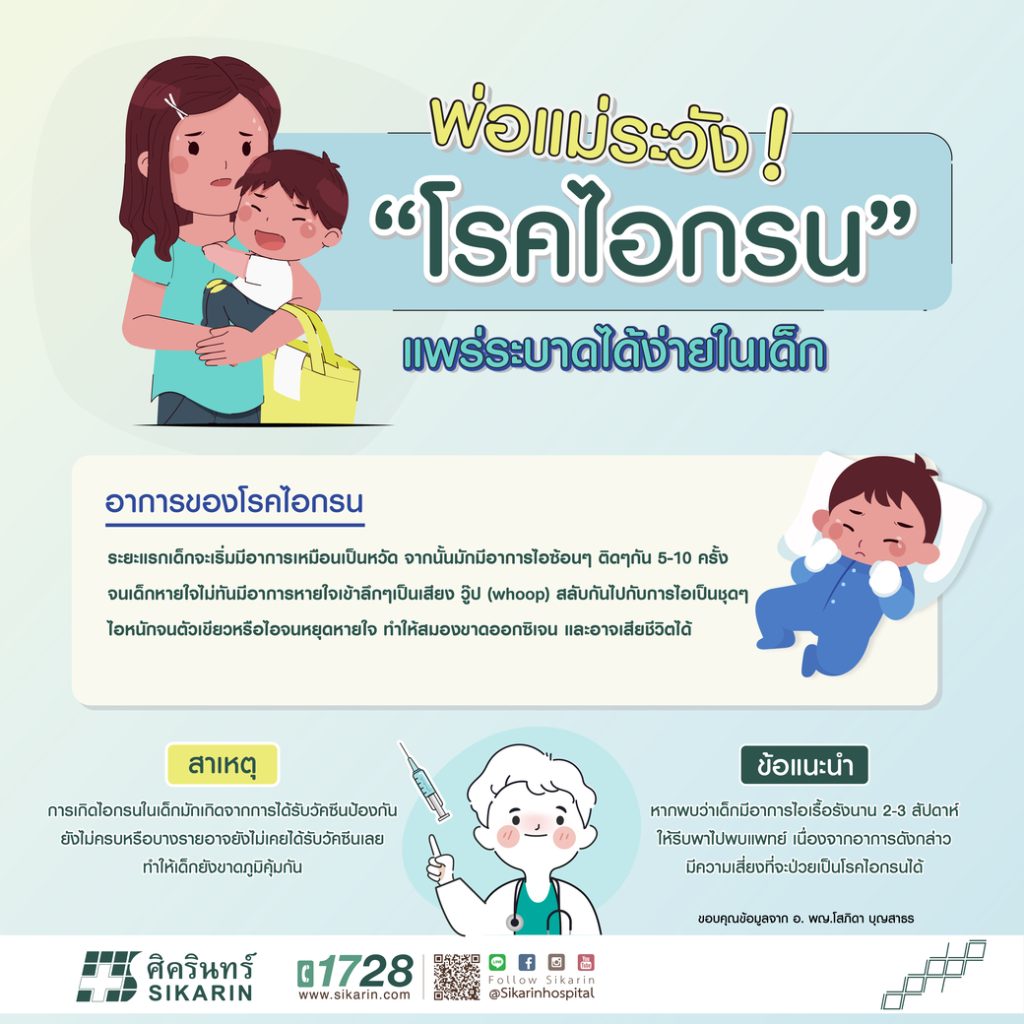 พ่อแม่ระวัง !
“โรคไอกรน”
แพร่ระบาดได้ง่ายในเด็ก
อาการของโรคไอกรน
ระยะแรกเด็กจะเริ่มมีอาการเหมือนเป็นหวัด จากนั้นมักมีอาการไอซ้อนๆ ติดๆกัน 5-10 ครั้ง
จนเด็กหายใจไม่ทันมีอาการหายใจเข้าลึกๆเป็นเสียง วู๊ป (whoop) สลับกันไปกับการไอเป็นชุดๆ
ไอหนักจนตัวเขียวหรือไอจนหยุดหายใจ ทำให้สมองขาดออกซิเจน และอาจเสียชีวิตได้
สาเหตุ
การเกิดไอกรนในเด็กมักเกิดจากการได้รับวัคซีนป้องกัน
ยังไม่ครบหรือบางรายอาจยังไม่เคยได้รับวัคซีนเลย
ทำให้เด็กยังขาดภูมิคุ้มกัน
ข้อแนะนำ
หากพบว่าเด็กมีอาการไอเรื้อรังนาน 2-3 สัปดาห์
ให้รีบพาไปพบแพทย์ เนื่องจากอาการดังกล่าว
มีความเสี่ยงที่จะป่วยเป็นโรคไอกรนได้
ขอบคุณข้อมูลจาก อ. พญ.โสภิดา บุญสาธร
ศิครินทร์
SIKARIN
1728
www.sikarin.com
Follow Sikarin
@Sikarinhospital